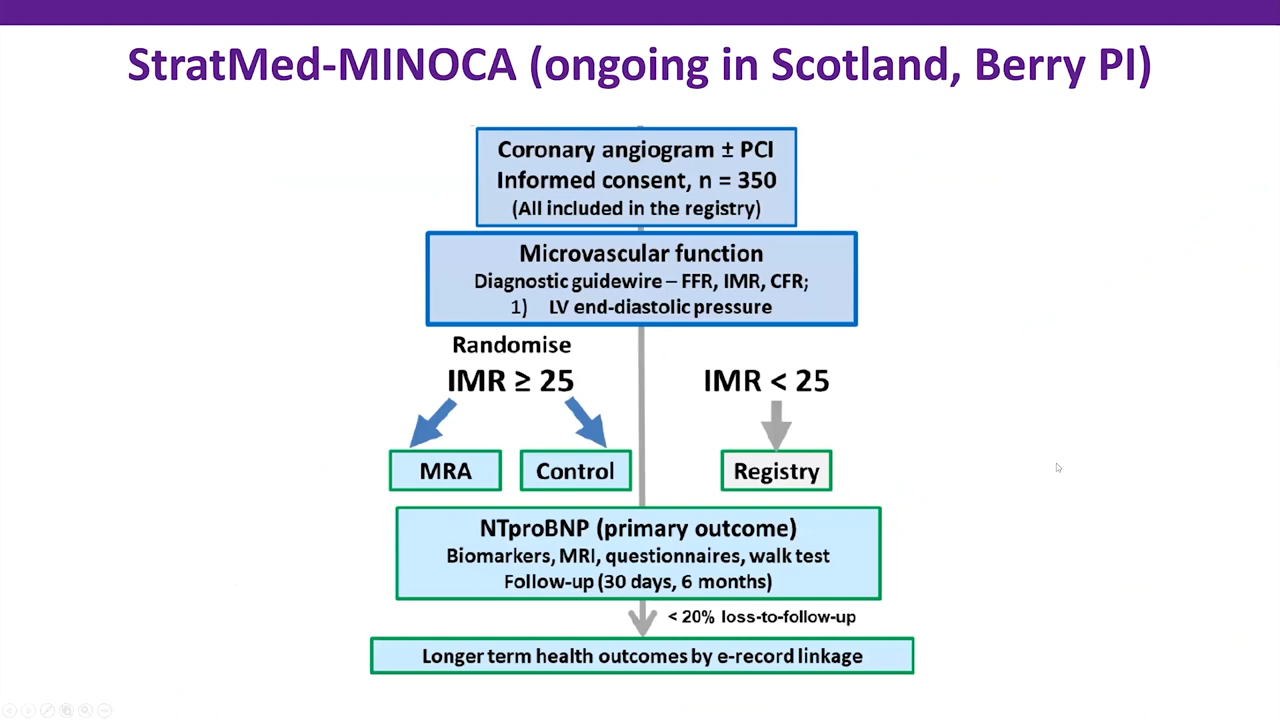 StratMed-MINOCA (ongoing in Scotland, Berry PI)
Coronary angiogram ± PCI
Informed consent, n = 350
(All included in the registry)
Microvascular function
Diagnostic guidewire – FFR, IMR, CFR;
1) LV end-diastolic pressure
Randomise
IMR ≥ 25
IMR < 25
MRA
Control
Registry
NTproBNP (primary outcome)
Biomarkers, MRI, questionnaires, walk test
Follow-up (30 days, 6 months)
< 20% loss-to-follow-up
Longer term health outcomes by e-record linkage